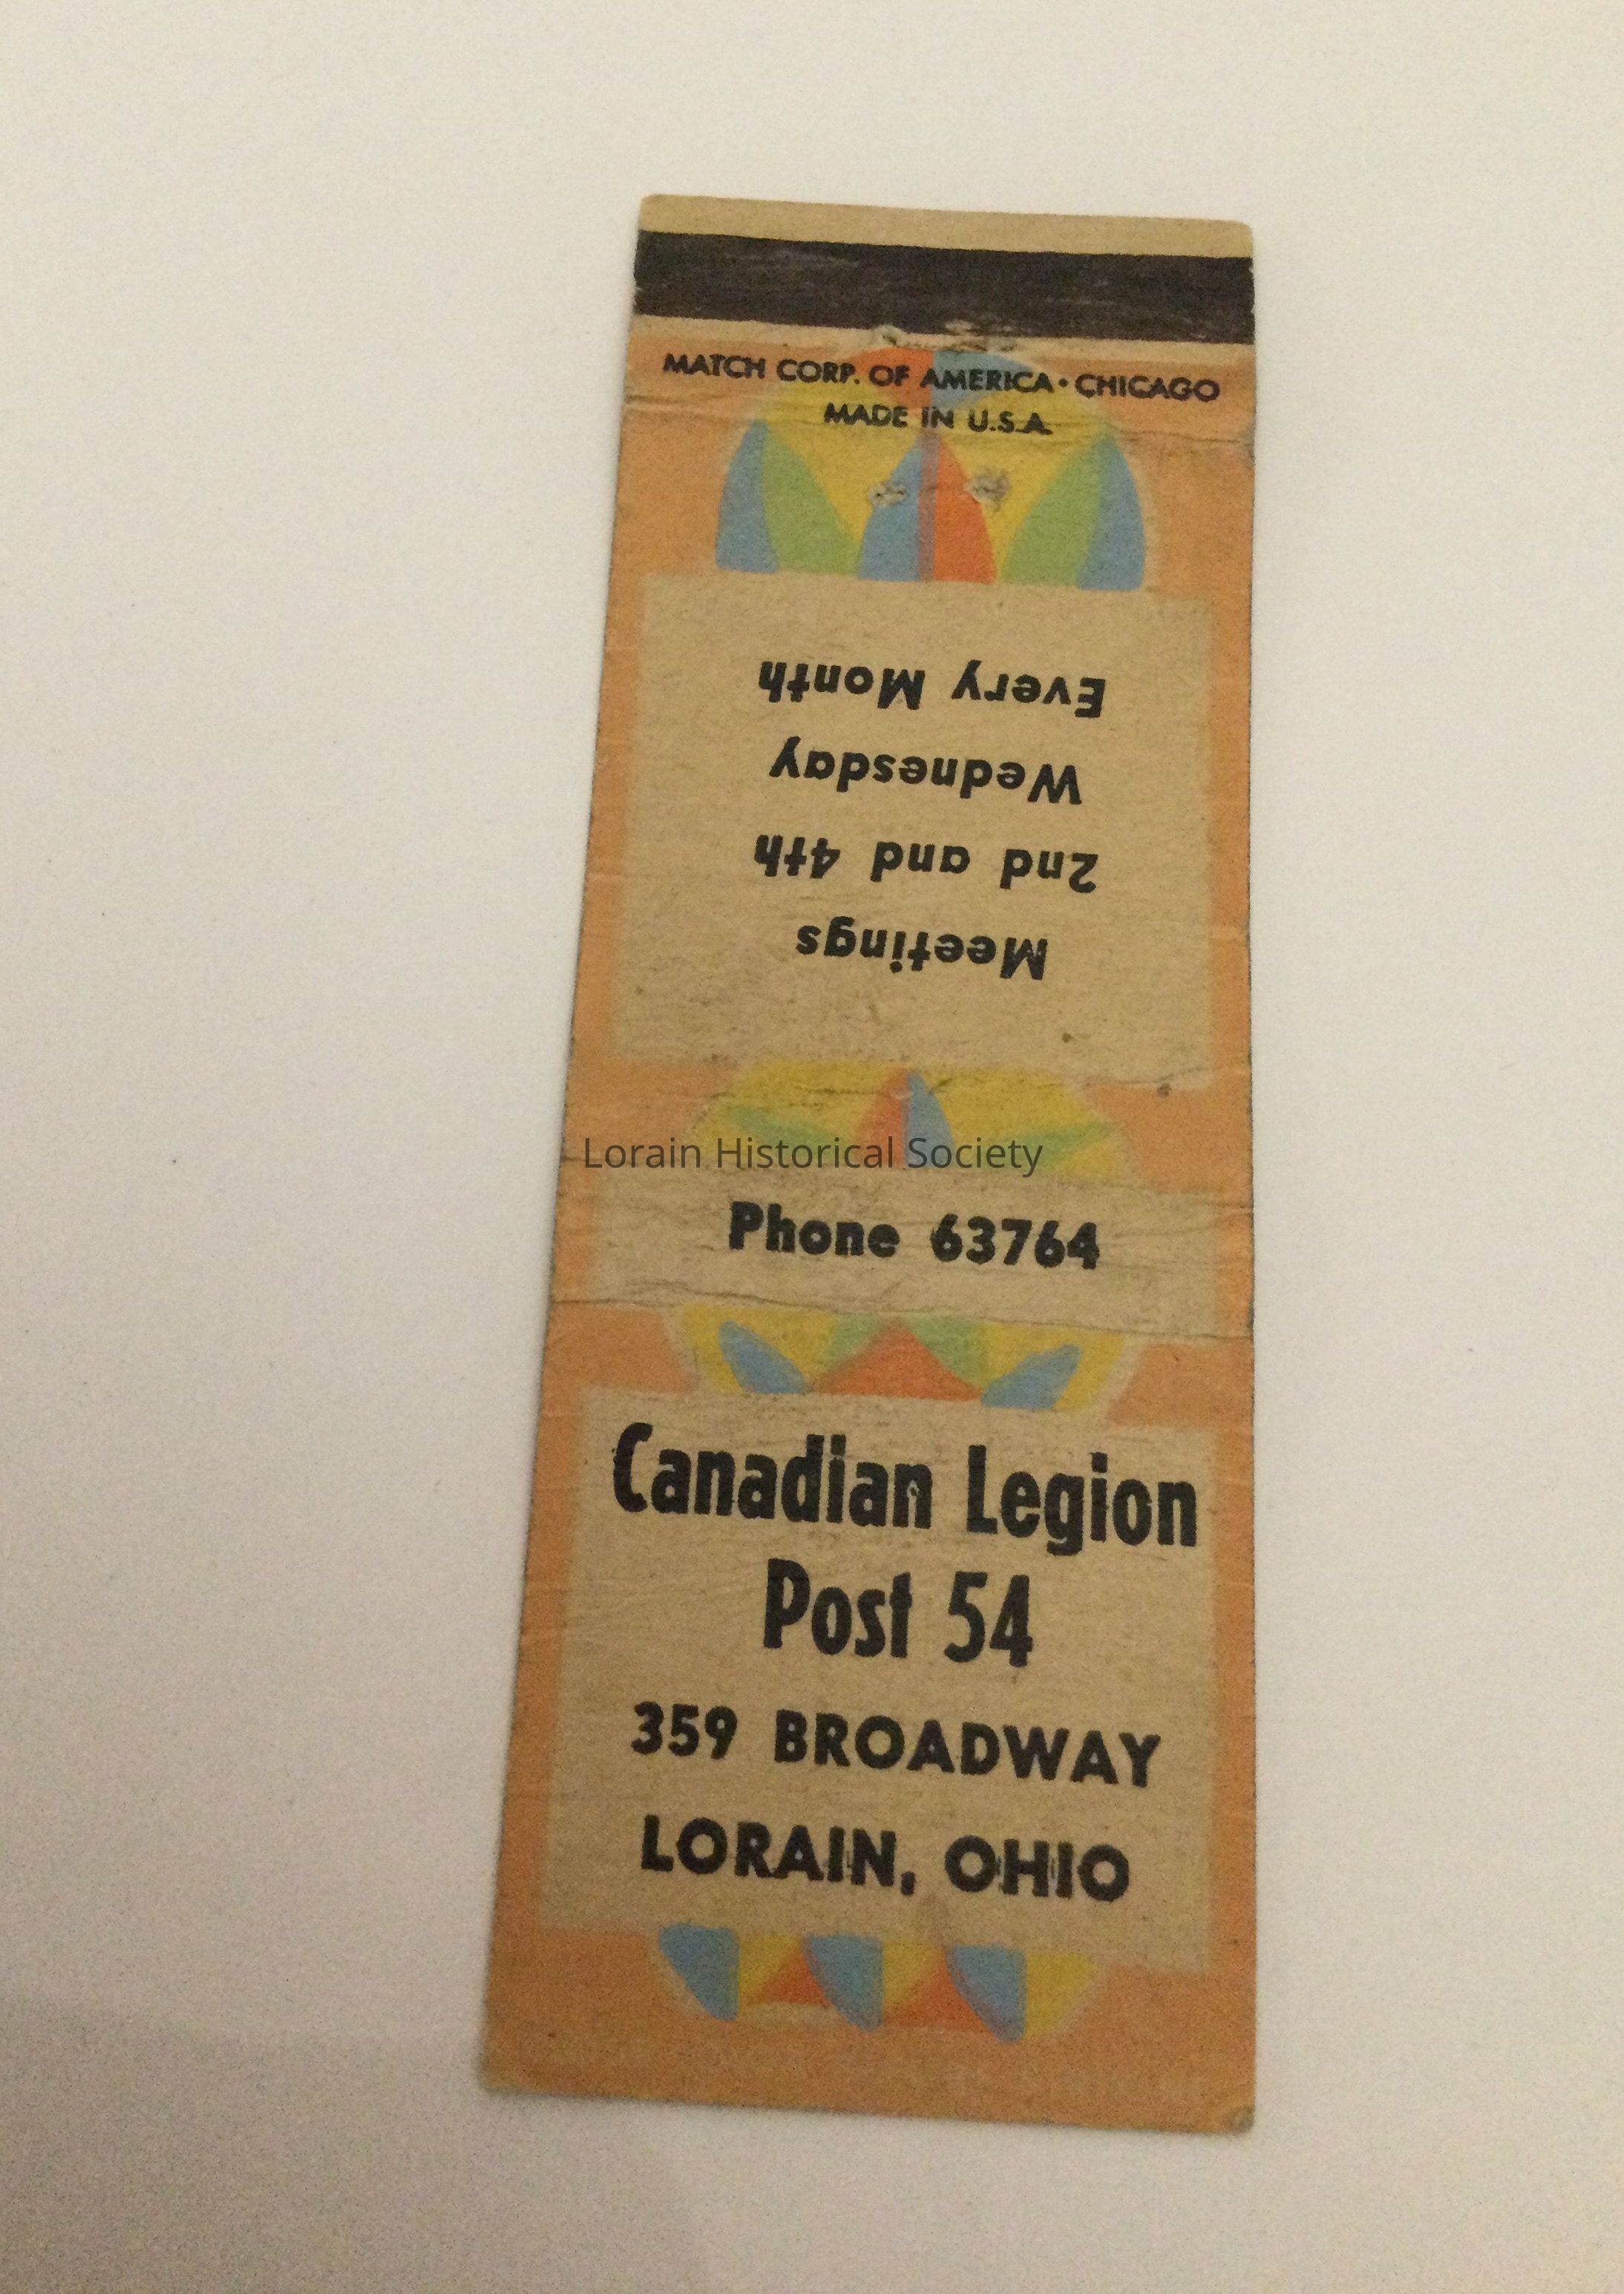 MATCH CORP. OF AMERICA • CHICAGO
MADE IN U.S.A.
Meetings
2nd and 4th
Wednesday
Every Month
Lorain Historical Society
Phone 63764
Canadian Legion
Post 54
359 BROADWAY
LORAIN, OHIO